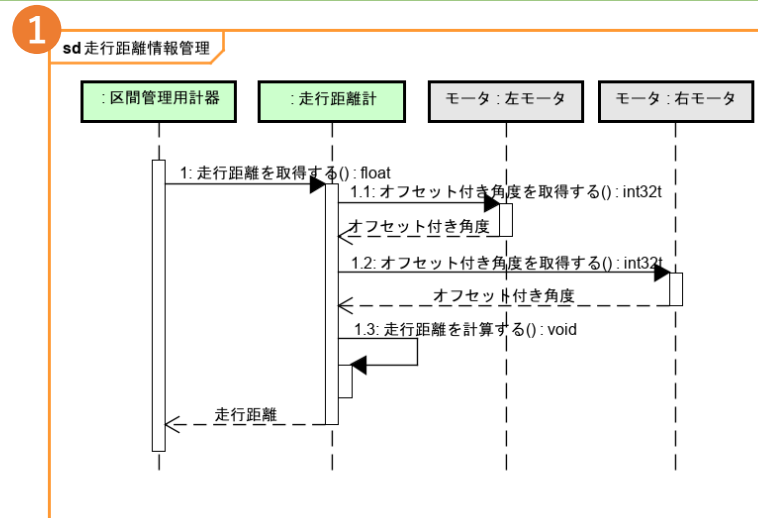 1
sd 走行距離情報管理
: 区間管理用計器
: 走行距離計
モータ : 左モータ
モータ : 右モータ
1: 走行距離を取得する() : float
1.1: オフセット付き角度を取得する() : int32t
オフセット付き角度
1.2: オフセット付き角度を取得する() : int32t
オフセット付き角度
1.3: 走行距離を計算する() : void
走行距離